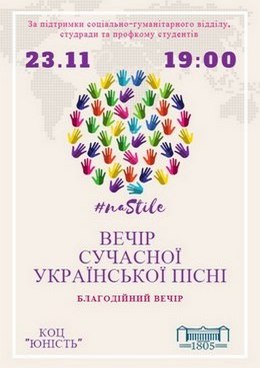 За підтримки соціально-гуманітарного відділу,
студради та профкому студентів
23.11 19:00
#naStile
ВЕЧІР
СУЧАСНОЇ
УКРАЇНСЬКОЇ ПІСНІ
БЛАГОДІЙНИЙ ВЕЧІР
КОЦ
"ЮНІСТЬ"
1805